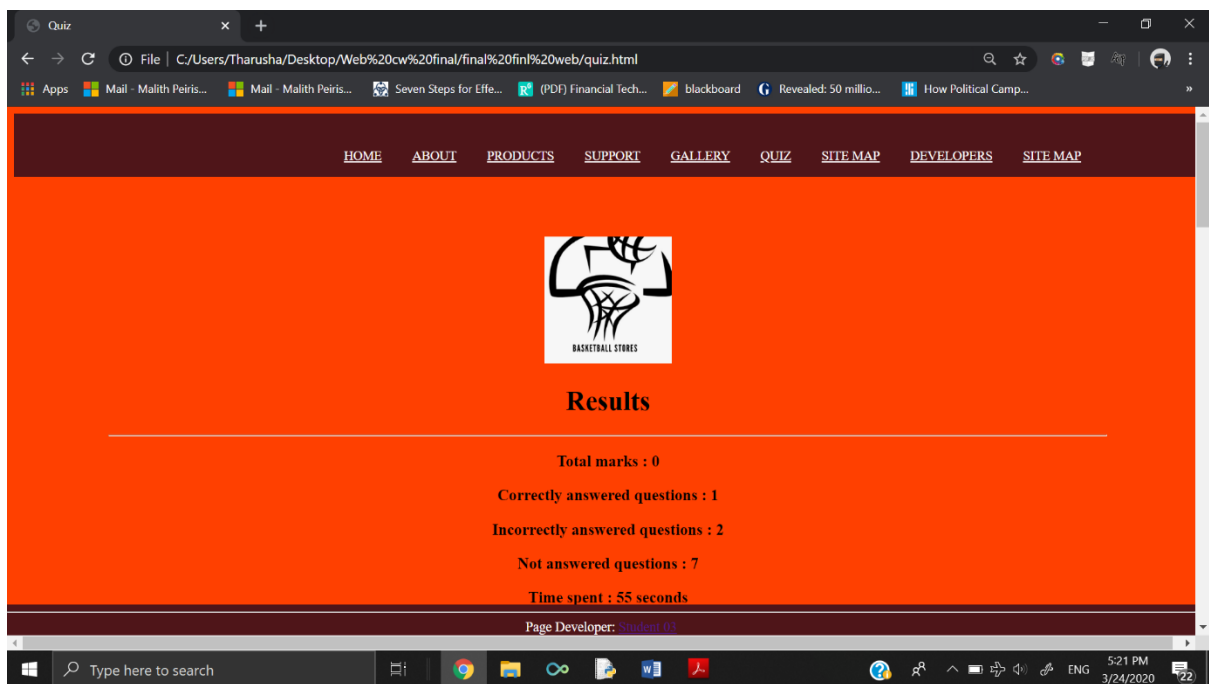 Quiz
File | C:/Users/Tharusha/Desktop/Web%20cw%20final/final%20finl%20web/quiz.html
Apps Mail - Malith Peiris... Mail - Malith Peiris... Seven Steps for Effe... R⁶ (PDF) Financial Tech... blackboard Revealed: 50 millio... How Political Camp... »
HOME ABOUT PRODUCTS SUPPORT GALLERY QUIZ SITE MAP DEVELOPERS SITE MAP
BASKETBALL STORES
Results
Total marks : 0
Correctly answered questions : 1
Incorrectly answered questions : 2
Not answered questions : 7
Time spent : 55 seconds
Page Developer: Student 03
Type here to search ENG 5:21 PM
3/24/2020 22